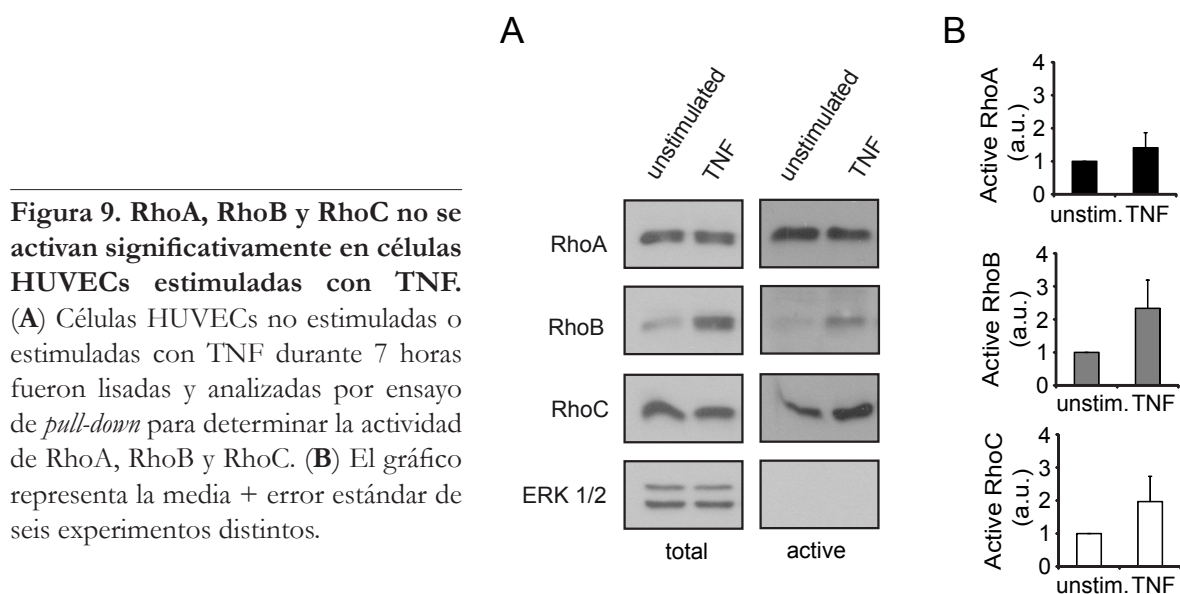 Figura 9. RhoA, RhoB y RhoC no se
activan significativamente en células
HUVECs estimuladas con TNF.
(A) Células HUVECs no estimuladas o
estimuladas con TNF durante 7 horas
fueron lisadas y analizadas por ensayo
de pull-down para determinar la actividad
de RhoA, RhoB y RhoC. (B) El gráfico
representa la media + error estándar de
seis experimentos distintos.
A
unstimulated
TNF
unstimulated
TNF
RhoA
RhoB
RhoC
ERK 1/2
total
active
B
Active RhoA
(a.u.)
4
3
2
1
0
unstim. TNF
Active RhoB
(a.u.)
4
3
2
1
0
unstim. TNF
Active RhoC
(a.u.)
4
3
2
1
0
unstim. TNF